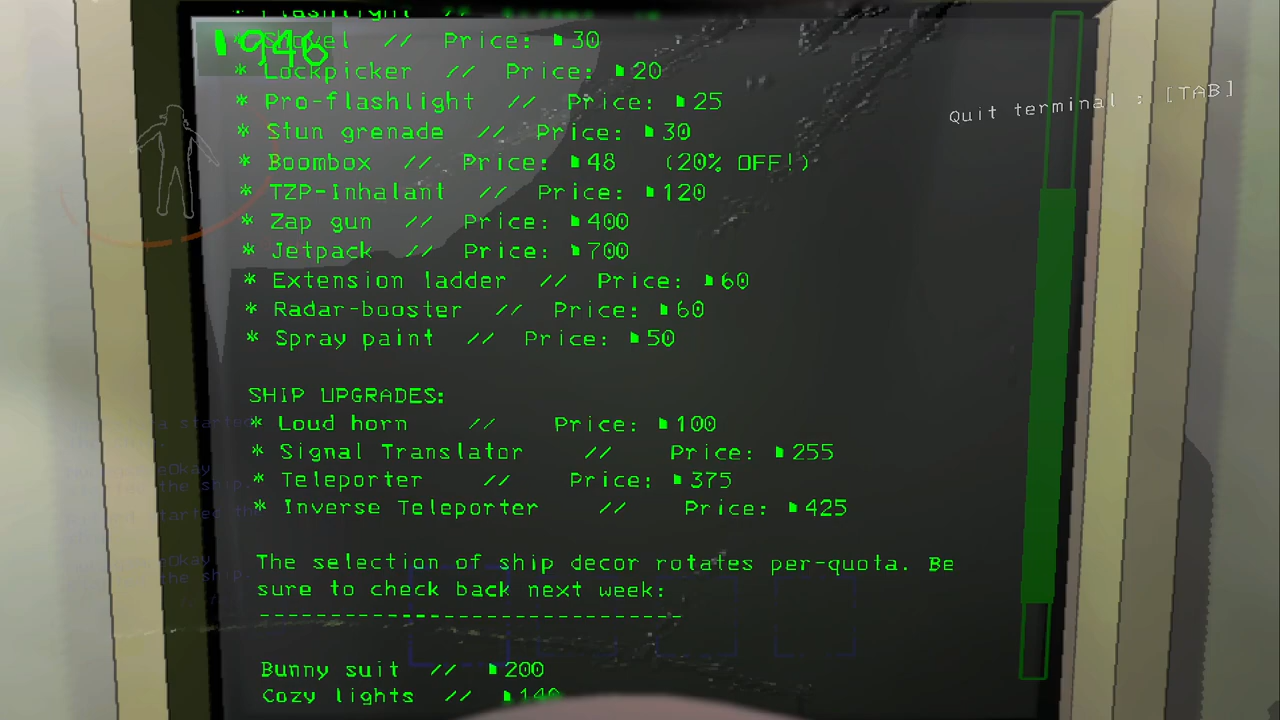 * Flashlight //
▮946
* Shovel // Price: ▮30
* Lockpicker // Price: ▮20
* Pro-flashlight // Price: ▮25
Quit terminal : [TAB]
* Stun grenade // Price: ▮30
* Boombox // Price: ▮48 (20% OFF!)
* TZP-Inhalant // Price: ▮120
* Zap gun // Price: ▮400
* Jetpack // Price: ▮700
* Extension ladder // Price: ▮60
* Radar-booster // Price: ▮60
* Spray paint // Price: ▮50
SHIP UPGRADES:
* Loud horn // Price: ▮100
* Signal Translator // Price: ▮255
* Teleporter // Price: ▮375
* Inverse Teleporter // Price: ▮425
The selection of ship decor rotates per-quota. Be
sure to check back next week:
-------------------------------
Bunny suit // ▮200
Cozy lights // ▮140